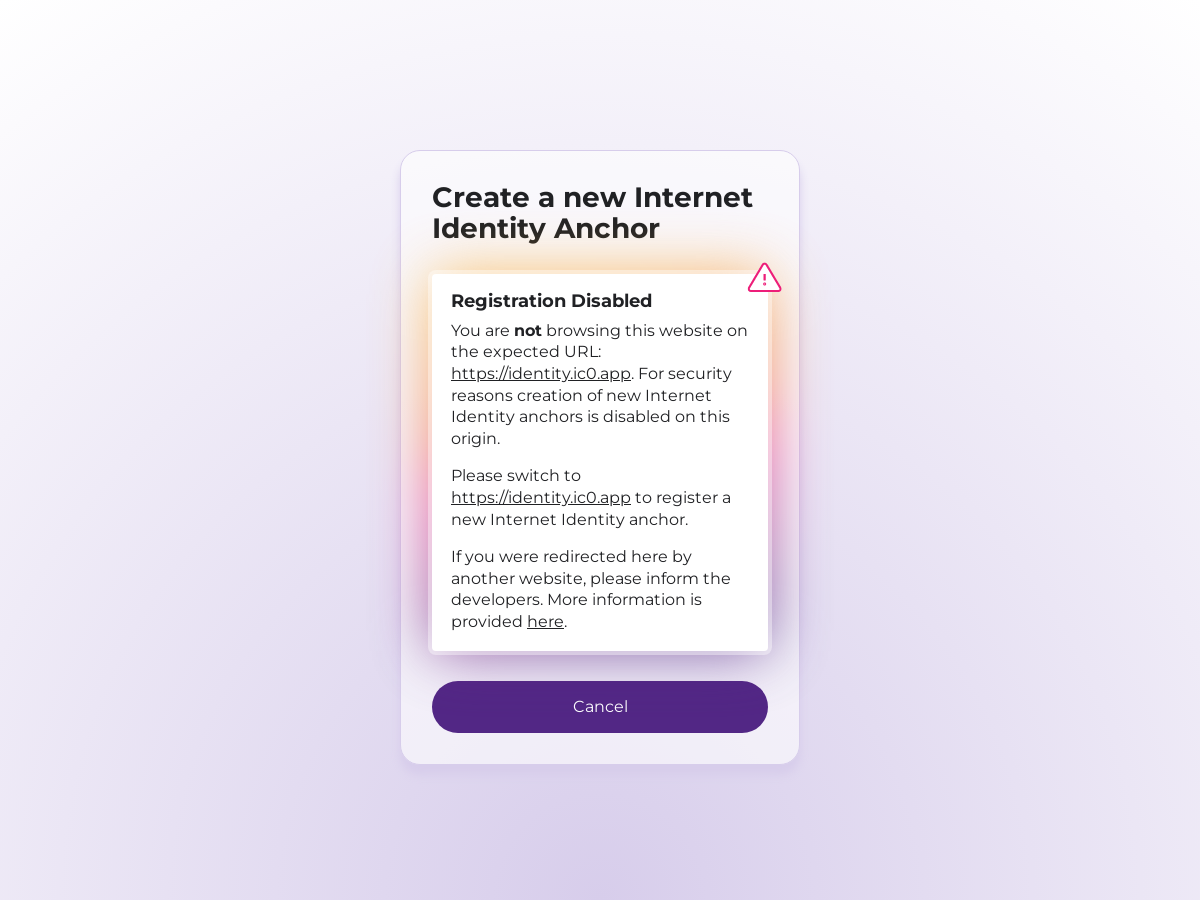 Create a new Internet
Identity Anchor
Registration Disabled
You are not browsing this website on
the expected URL:
https://identity.ic0.app. For security
reasons creation of new Internet
Identity anchors is disabled on this
origin.
Please switch to
https://identity.ic0.app to register a
new Internet Identity anchor.
If you were redirected here by
another website, please inform the
developers. More information is
provided here.
Cancel